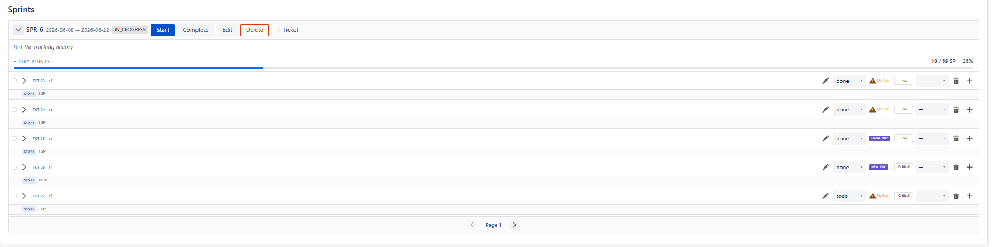 Sprints
SPR-6 2026-06-08 → 2026-06-22 IN_PROGRESS Start Complete Edit Delete + Ticket
test the tracking history
STORY POINTS 18 / 69 SP · 26%
TKT-23 s1 done No Epic Low –
STORY 2 SP
TKT-24 s2 done No Epic Low –
STORY 2 SP
TKT-25 s3 done HAHA EPIC Low –
STORY 4 SP
TKT-26 s4 done NEW EPIC Critical –
STORY 10 SP
TKT-27 s5 todo No Epic Critical –
STORY 6 SP
Page 1